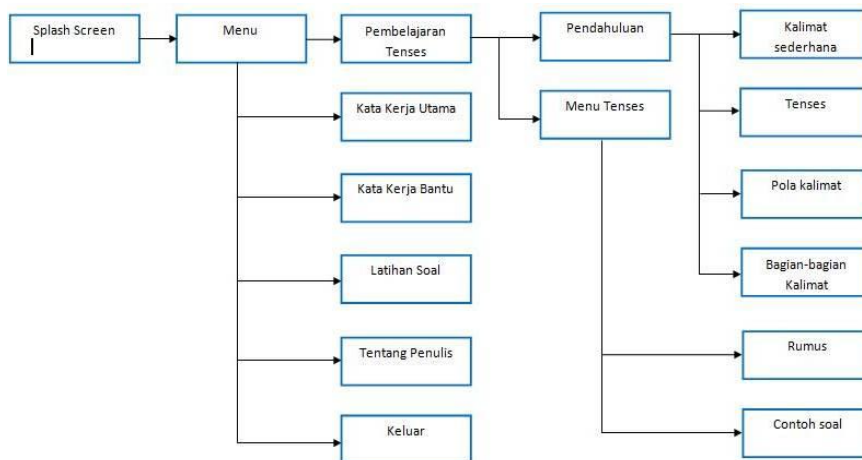 Splash Screen
Menu
Pembelajaran
Tenses
Pendahuluan
Kalimat
sederhana
Kata Kerja Utama
Menu Tenses
Tenses
Kata Kerja Bantu
Pola kalimat
Latihan Soal
Bagian-bagian
Kalimat
Tentang Penulis
Rumus
Keluar
Contoh soal